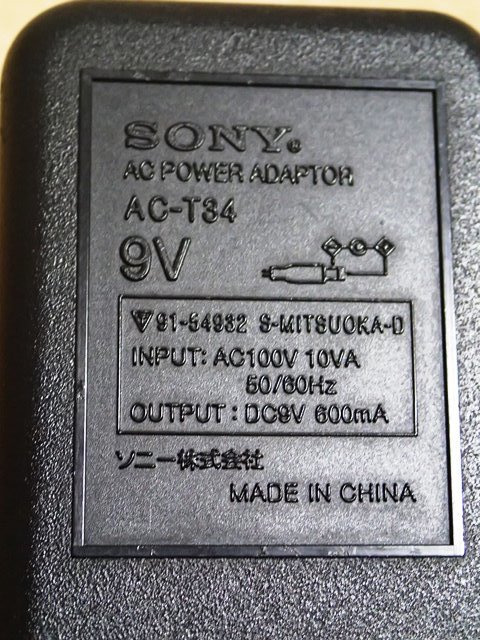 SONY®
AC POWER ADAPTOR
AC-T34
9V
91-54932 S-MITSUOKA-D
INPUT: AC100V 10VA
50/60Hz
OUTPUT: DC9V 600mA
ソニー株式会社
MADE IN CHINA